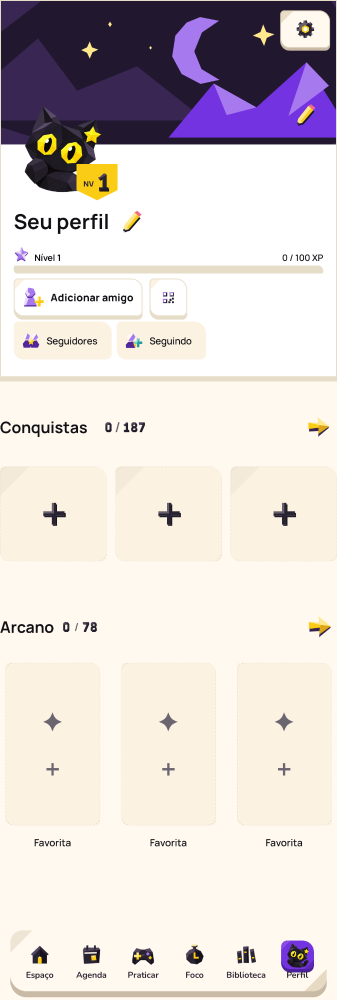 NV 1
Seu perfil
Nível 1
0 / 100 XP
Adicionar amigo
Seguidores
Seguindo
Conquistas 0 / 187
Arcano 0 / 78
Favorita
Favorita
Favorita
Espaço
Agenda
Praticar
Foco
Biblioteca
Perfil